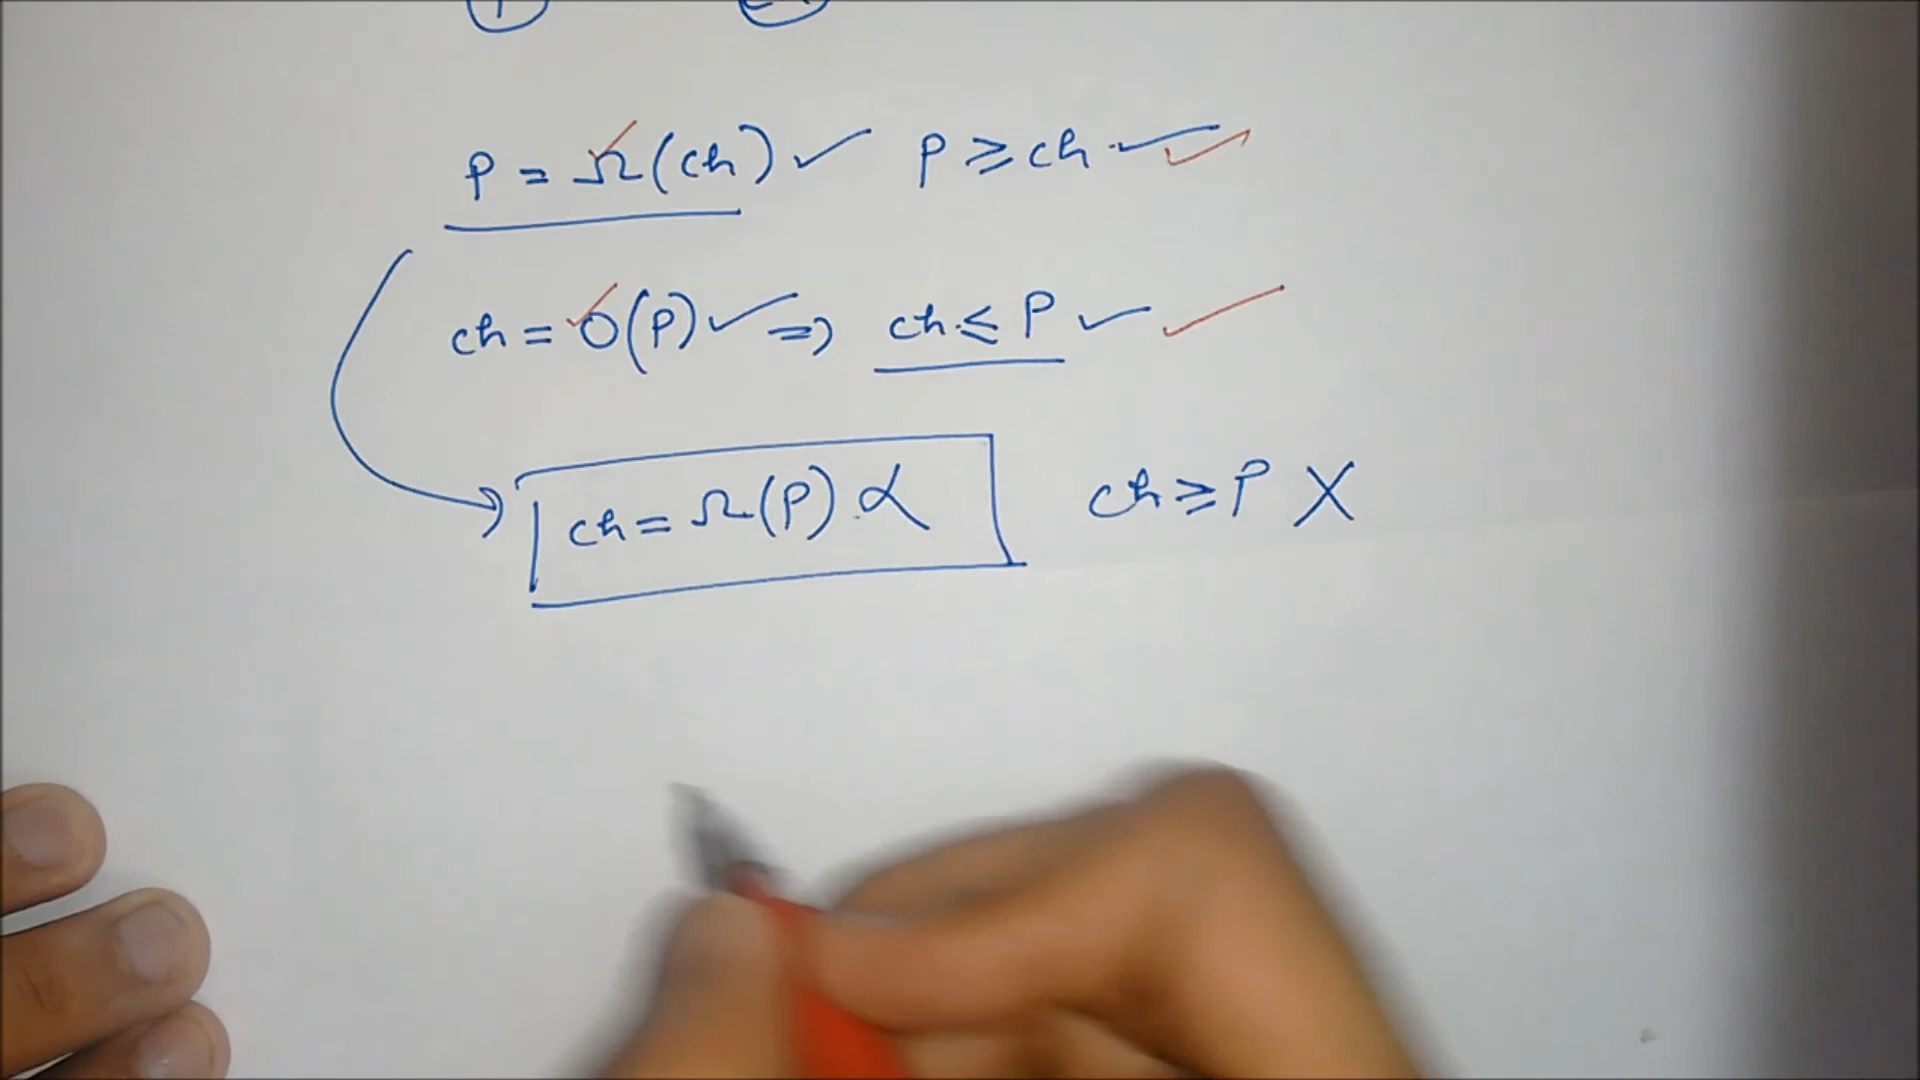 P = Ω(ch) ✓ P ≥ ch ✓ ✓
ch = O(P) ✓ ⇒ ch ≤ P ✓ ✓
ch = Ω(P) X ch ≥ P X